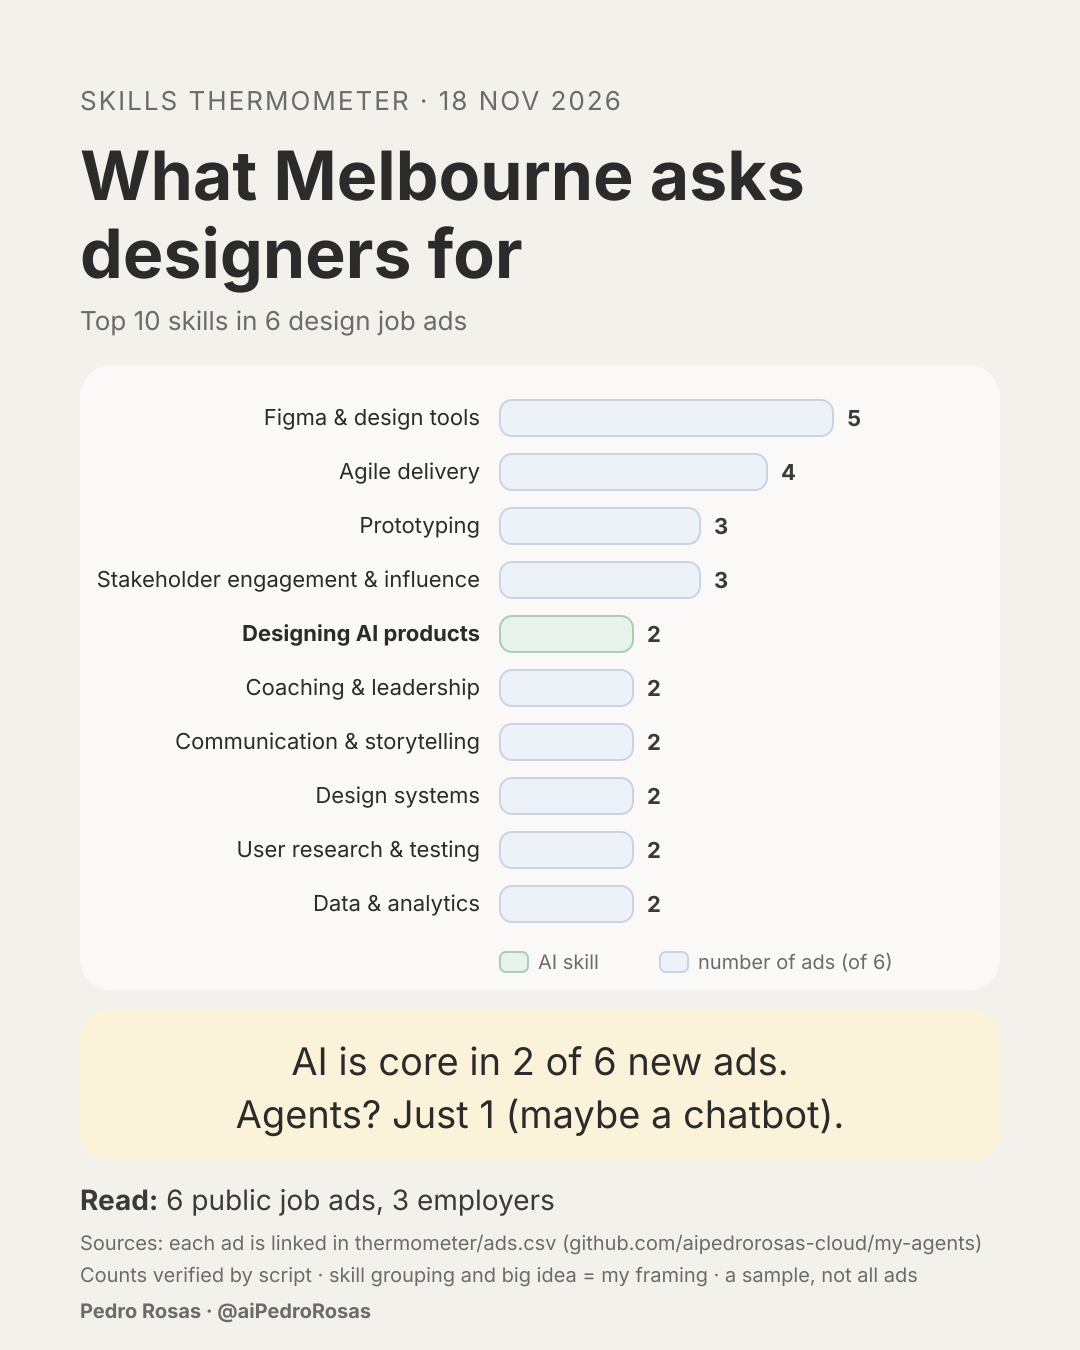 SKILLS THERMOMETER · 18 NOV 2026
What Melbourne asks
designers for
Top 10 skills in 6 design job ads
Figma & design tools 5
Agile delivery 4
Prototyping 3
Stakeholder engagement & influence 3
Designing AI products 2
Coaching & leadership 2
Communication & storytelling 2
Design systems 2
User research & testing 2
Data & analytics 2
AI skill number of ads (of 6)
AI is core in 2 of 6 new ads.
Agents? Just 1 (maybe a chatbot).
Read: 6 public job ads, 3 employers
Sources: each ad is linked in thermometer/ads.csv (github.com/aipedrorosas-cloud/my-agents)
Counts verified by script · skill grouping and big idea = my framing · a sample, not all ads
Pedro Rosas · @aiPedroRosas